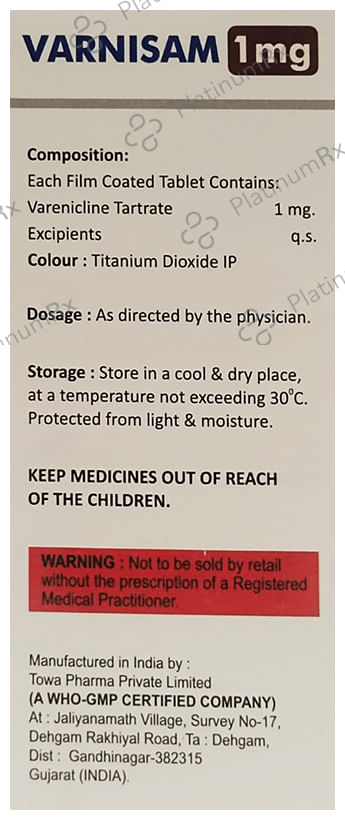 VARNISAM 1mg
Composition:
Each Film Coated Tablet Contains:
Varenicline Tartrate 1 mg.
Excipients q.s.
Colour : Titanium Dioxide IP
Dosage : As directed by the physician.
Storage : Store in a cool & dry place,
at a temperature not exceeding 30°C.
Protected from light & moisture.
KEEP MEDICINES OUT OF REACH
OF THE CHILDREN.
WARNING : Not to be sold by retail
without the prescription of a Registered
Medical Practitioner.
Manufactured in India by :
Towa Pharma Private Limited
(A WHO-GMP CERTIFIED COMPANY)
At : Jaliyanamath Village, Survey No-17,
Dehgam Rakhiyal Road, Ta : Dehgam,
Dist : Gandhinagar-382315
Gujarat (INDIA).
PlatinumRx
PlatinumRx